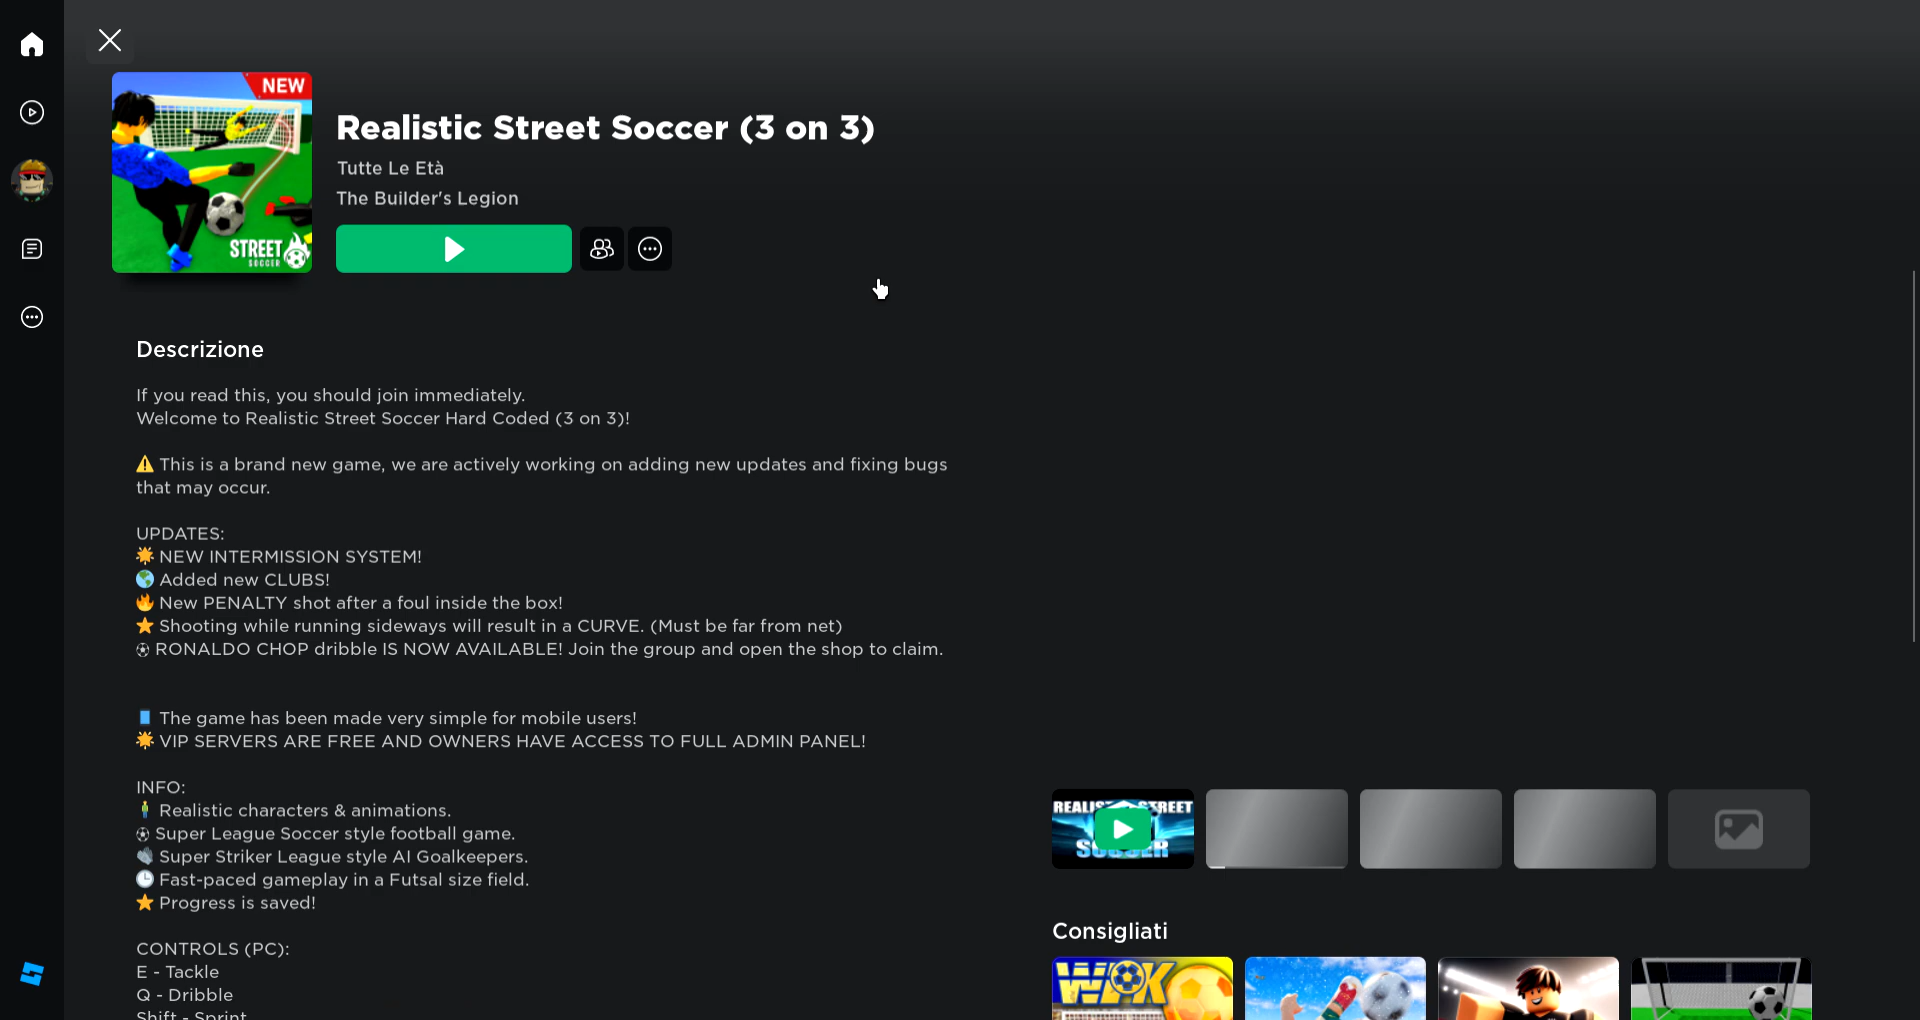 NEW
STREET
SOCCER
Realistic Street Soccer (3 on 3)
Tutte Le Età
The Builder's Legion
Descrizione
If you read this, you should join immediately.
Welcome to Realistic Street Soccer Hard Coded (3 on 3)!
⚠️ This is a brand new game, we are actively working on adding new updates and fixing bugs
that may occur.
UPDATES:
🌟 NEW INTERMISSION SYSTEM!
🌎 Added new CLUBS!
🔥 New PENALTY shot after a foul inside the box!
⭐ Shooting while running sideways will result in a CURVE. (Must be far from net)
⚽ RONALDO CHOP dribble IS NOW AVAILABLE! Join the group and open the shop to claim.
📱 The game has been made very simple for mobile users!
🌟 VIP SERVERS ARE FREE AND OWNERS HAVE ACCESS TO FULL ADMIN PANEL!
INFO:
🧍 Realistic characters & animations.
⚽ Super League Soccer style football game.
🧤 Super Striker League style AI Goalkeepers.
🕒 Fast-paced gameplay in a Futsal size field.
⭐ Progress is saved!
CONTROLS (PC):
E - Tackle
Q - Dribble
Shift - Sprint
REALISTIC STREET
SOCCER
Consigliati
WPK